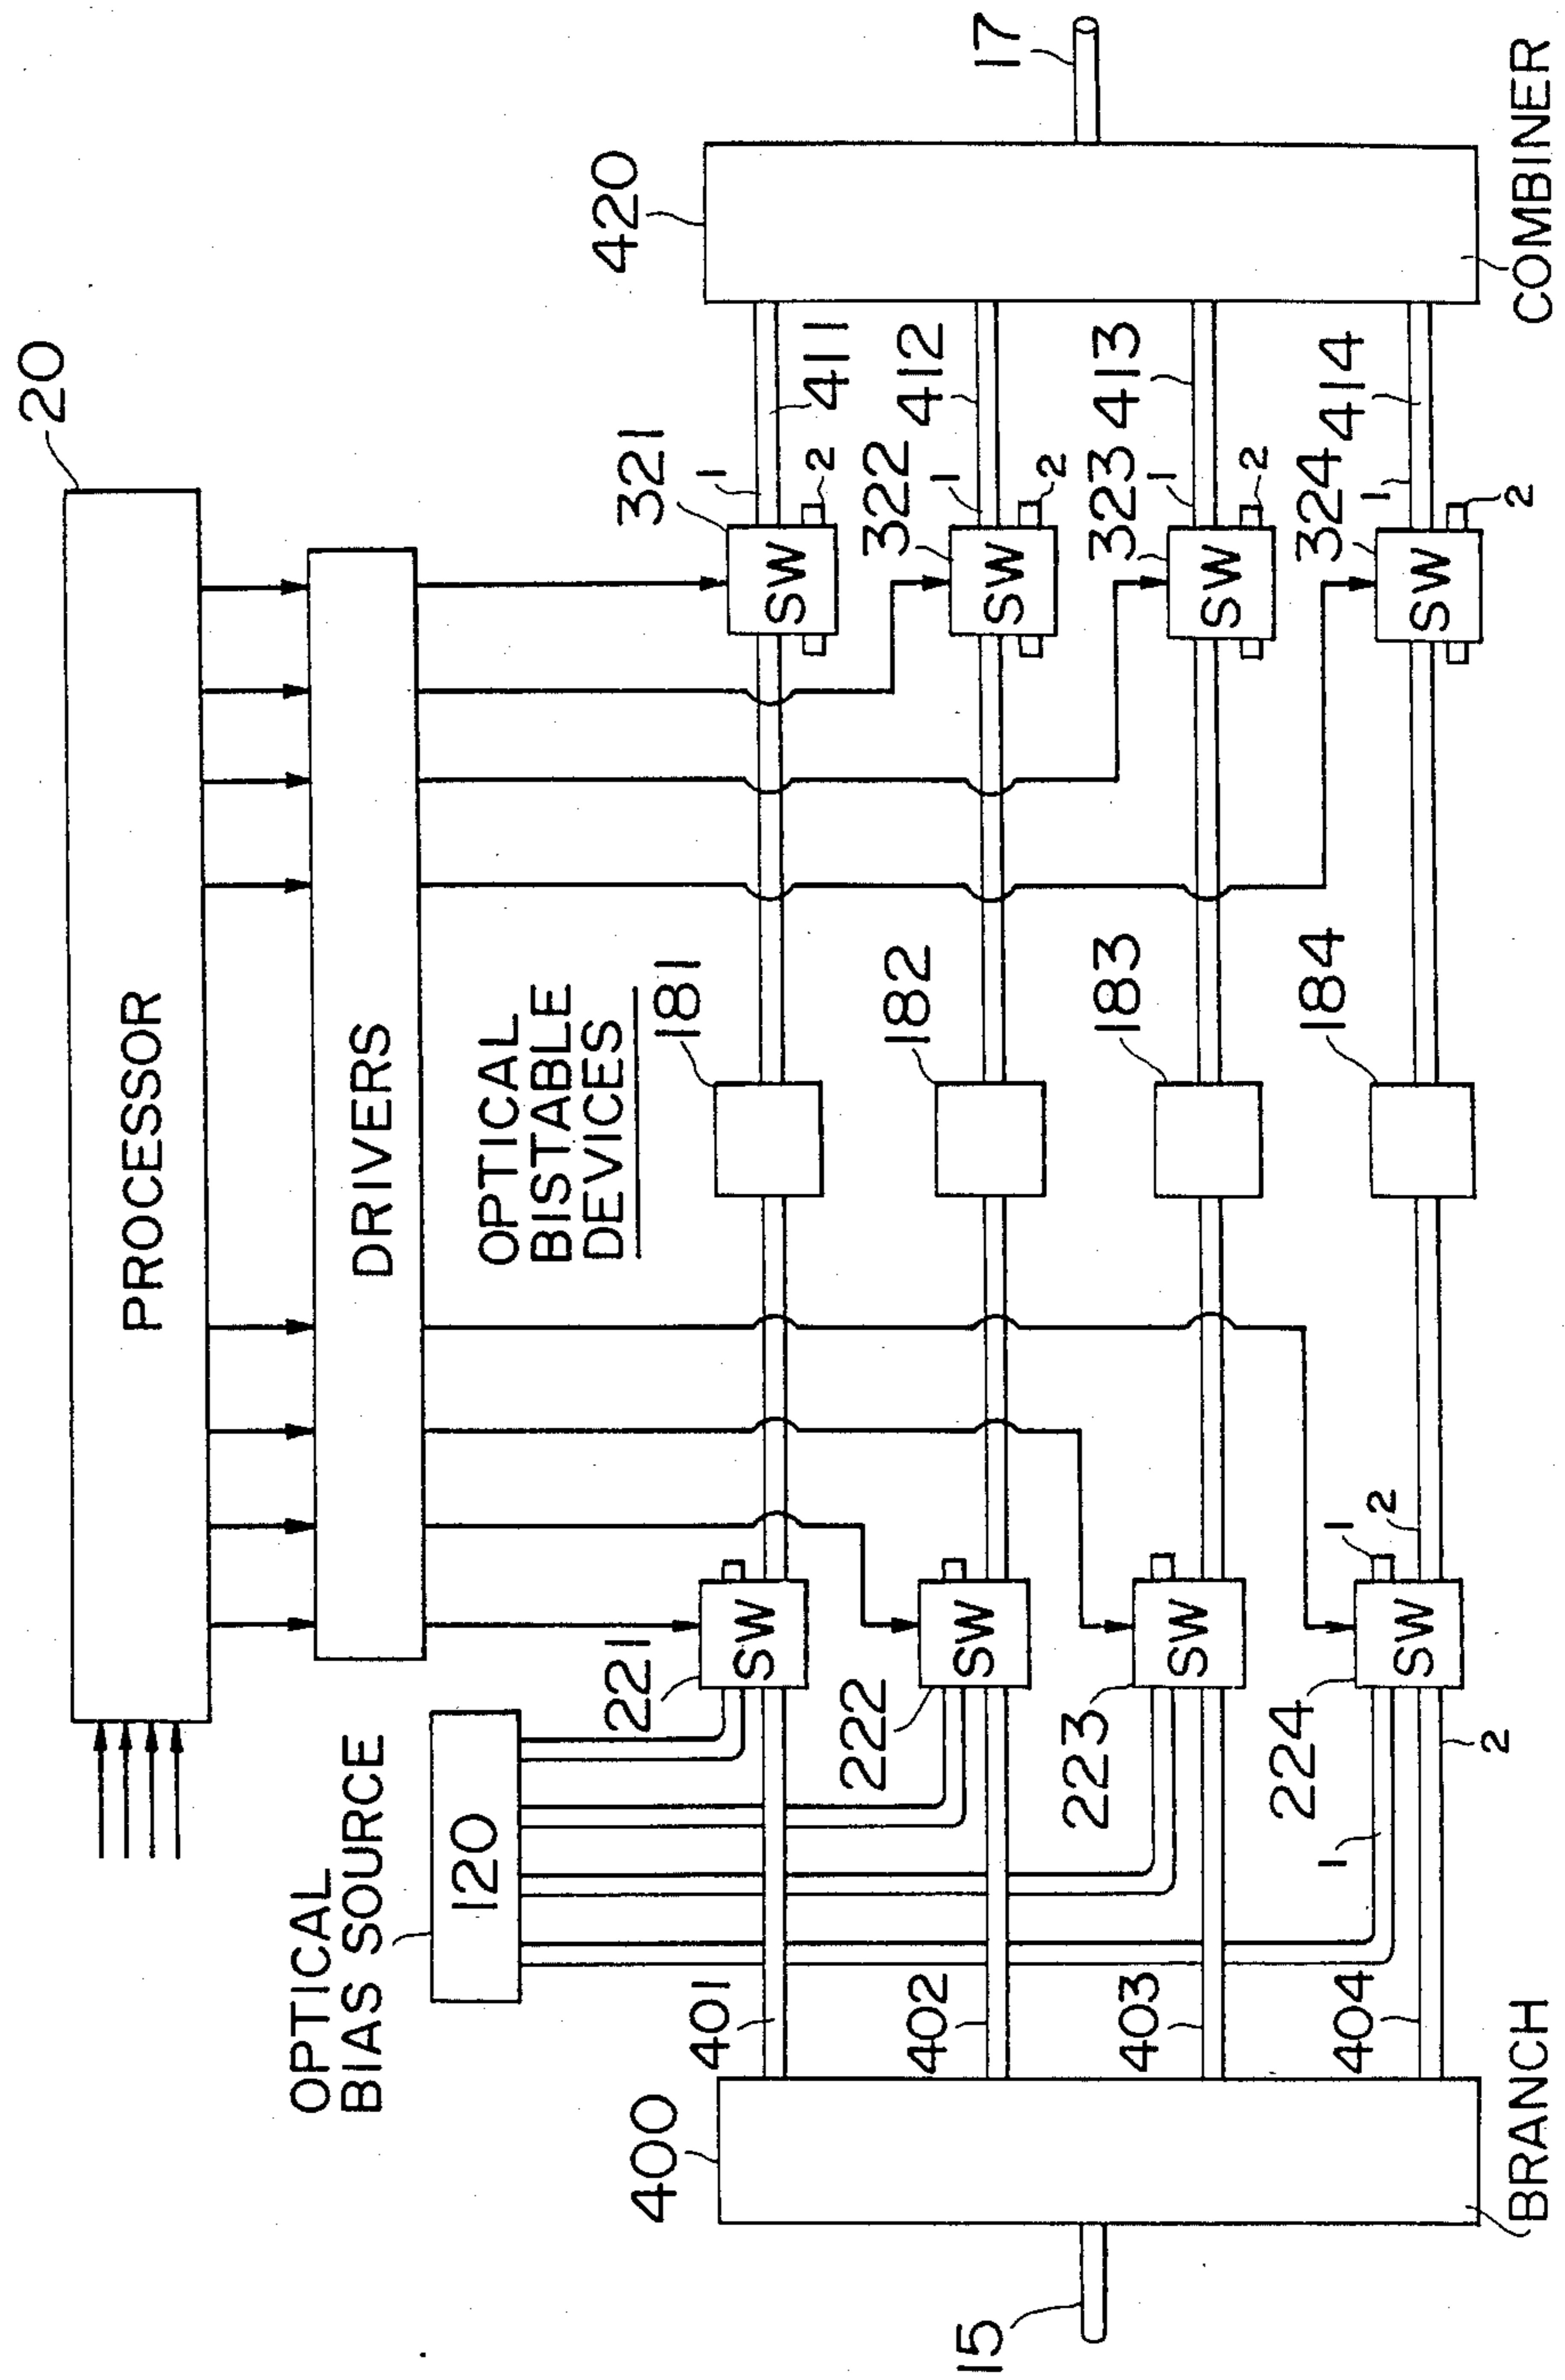 20
PROCESSOR
DRIVERS
OPTICAL
BIAS SOURCE
120
OPTICAL
BISTABLE
DEVICES
400
401
221
SW
181
321
SW
1
2
411
420
402
222
SW
182
322
SW
1
2
412
15
17
403
223
SW
183
323
SW
1
2
413
404
1
2
224
SW
1
2
184
324
SW
1
2
414
BRANCH
COMBINER